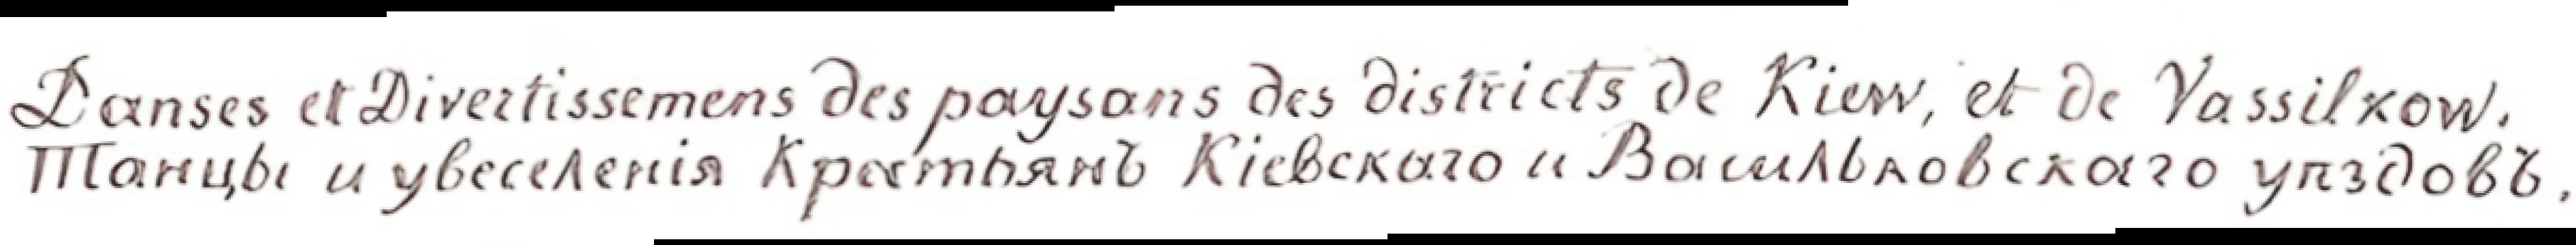 Danses et Divertissemens des paysans des districts de Kiew, et de Vassilkow.
Танцы и увеселенія Крестьянъ Кіевскаго и Васильковскаго уѣздовъ.